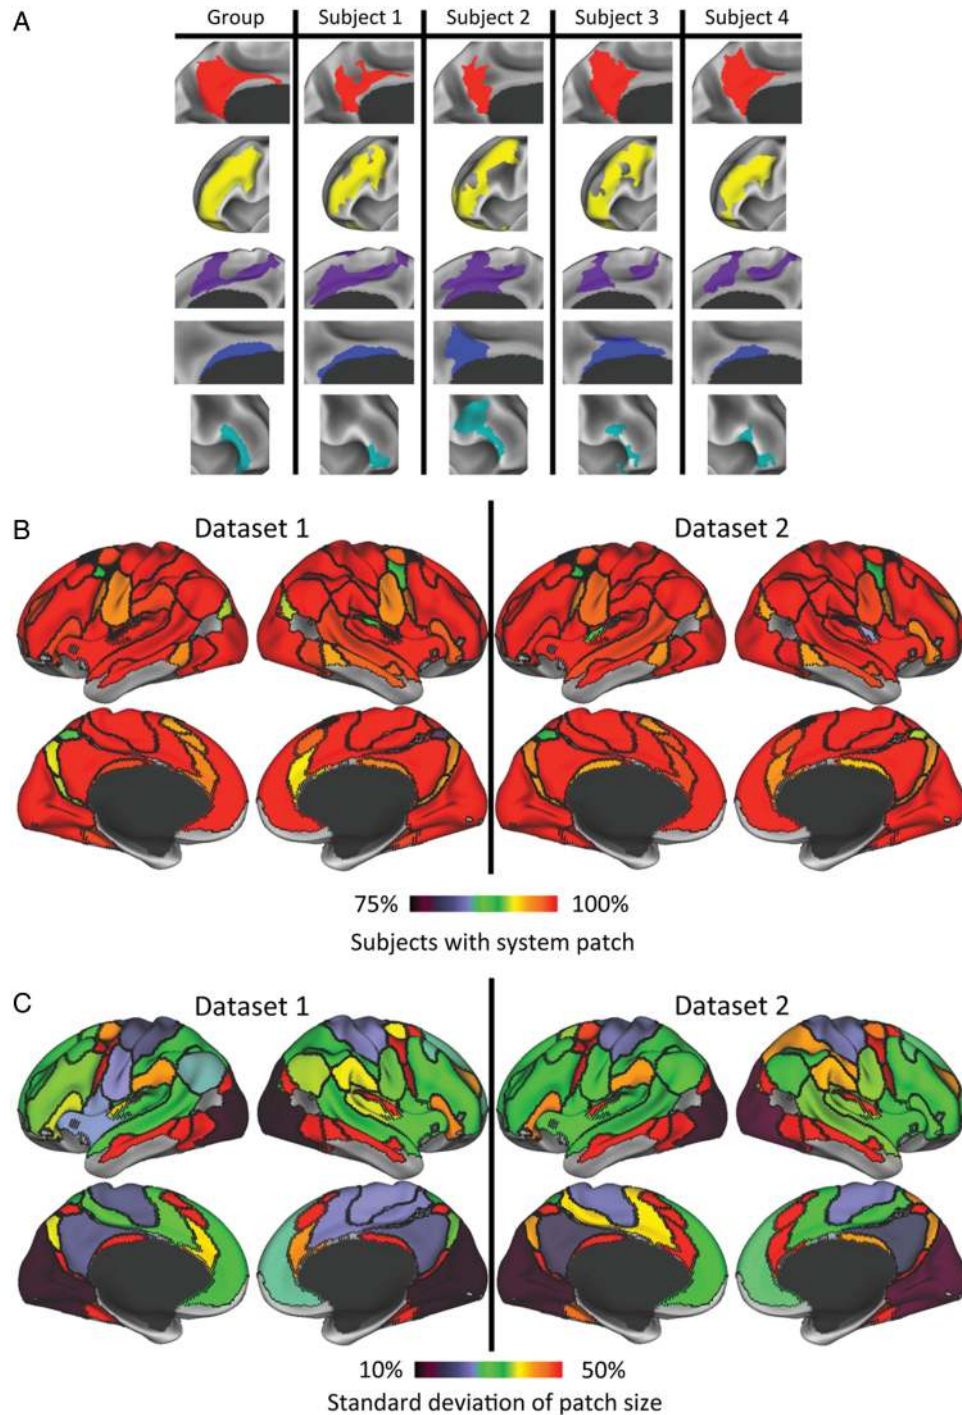 A
Group Subject 1 Subject 2 Subject 3 Subject 4
B
Dataset 1 Dataset 2
75% 100%
Subjects with system patch
C
Dataset 1 Dataset 2
10% 50%
Standard deviation of patch size